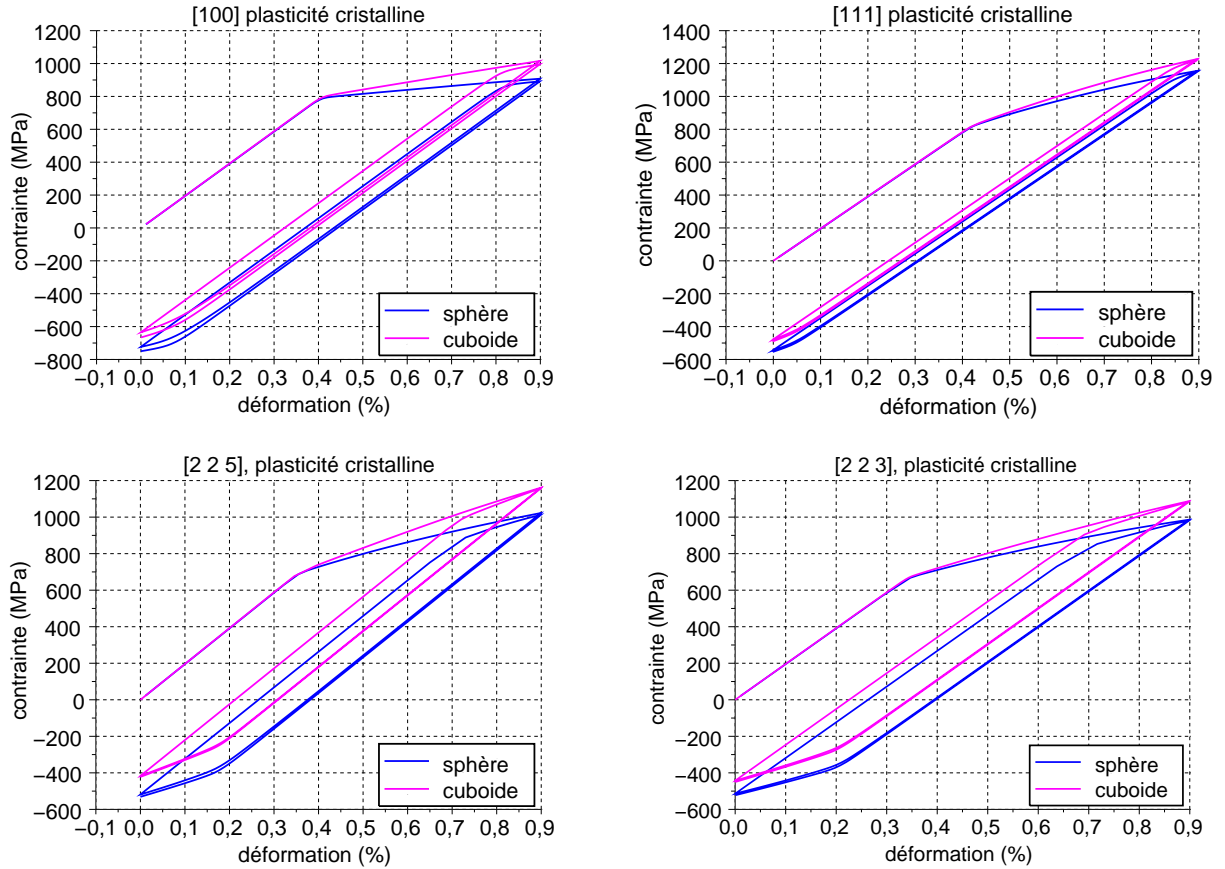 [100] plasticité cristalline
1200
1000
800
600
400
200
0
−200
−400
−600
−800
contrainte (MPa)
−0,1 0,0 0,1 0,2 0,3 0,4 0,5 0,6 0,7 0,8 0,9
déformation (%)
sphère
cuboide
[111] plasticité cristalline
1400
1200
1000
800
600
400
200
0
−200
−400
−600
contrainte (MPa)
−0,1 0,0 0,1 0,2 0,3 0,4 0,5 0,6 0,7 0,8 0,9
déformation (%)
sphère
cuboide
[2 2 5], plasticité cristalline
1200
1000
800
600
400
200
0
−200
−400
−600
contrainte (MPa)
−0,1 0,0 0,1 0,2 0,3 0,4 0,5 0,6 0,7 0,8 0,9
déformation (%)
sphère
cuboide
[2 2 3], plasticité cristalline
1200
1000
800
600
400
200
0
−200
−400
−600
contrainte (MPa)
0,0 0,1 0,2 0,3 0,4 0,5 0,6 0,7 0,8 0,9
déformation (%)
sphère
cuboide